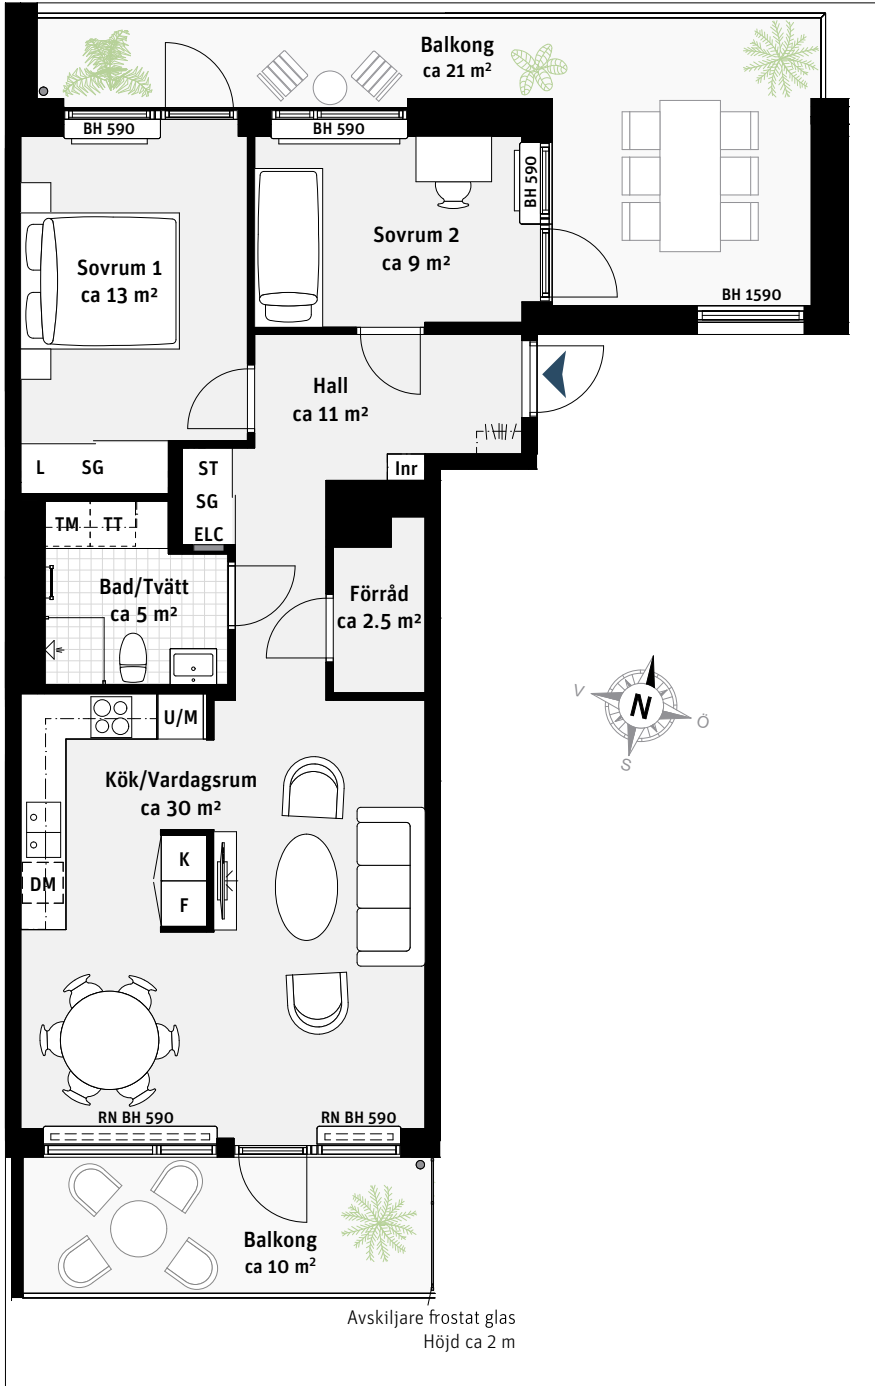 Balkong
ca 21 m²
BH 590
BH 590
BH 590
Sovrum 2
ca 9 m²
Sovrum 1
ca 13 m²
BH 1590
Hall
ca 11 m²
L SG
ST
SG
ELC
Inr
TM TT
Bad/Tvätt
ca 5 m²
Förråd
ca 2.5 m²
U/M
N
V
Ö
S
Kök/Vardagsrum
ca 30 m²
K
F
DM
RN BH 590
RN BH 590
Balkong
ca 10 m²
Avskiljare frostat glas
Höjd ca 2 m